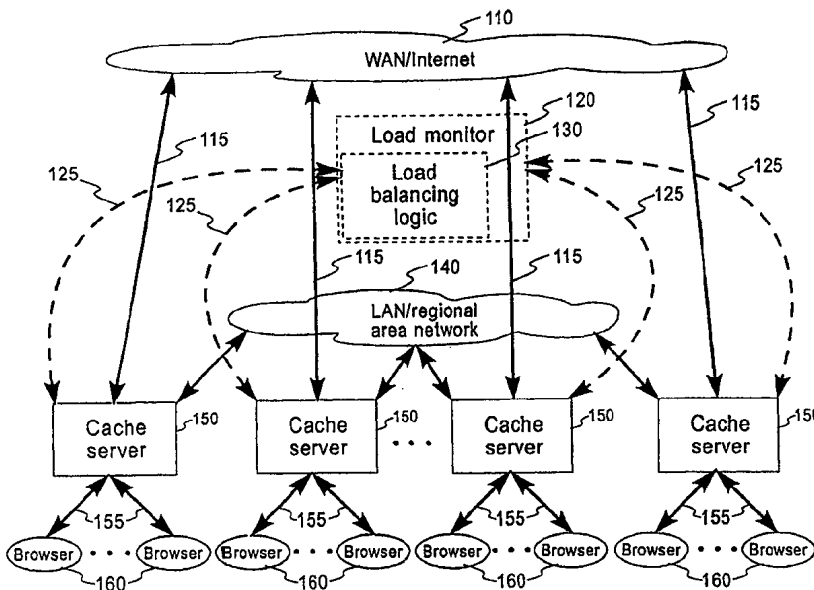 110
WAN/Internet
120
115
Load monitor
130
115
125
Load
balancing
logic
125
125
125
115
140
115
LAN/regional
area network
Cache
server
150
Cache
server
150
• • •
Cache
server
150
Cache
server
150
155
155
155
155
Browser • • • Browser
Browser • • • Browser
Browser • • • Browser
Browser • • • Browser
160
160
160
160